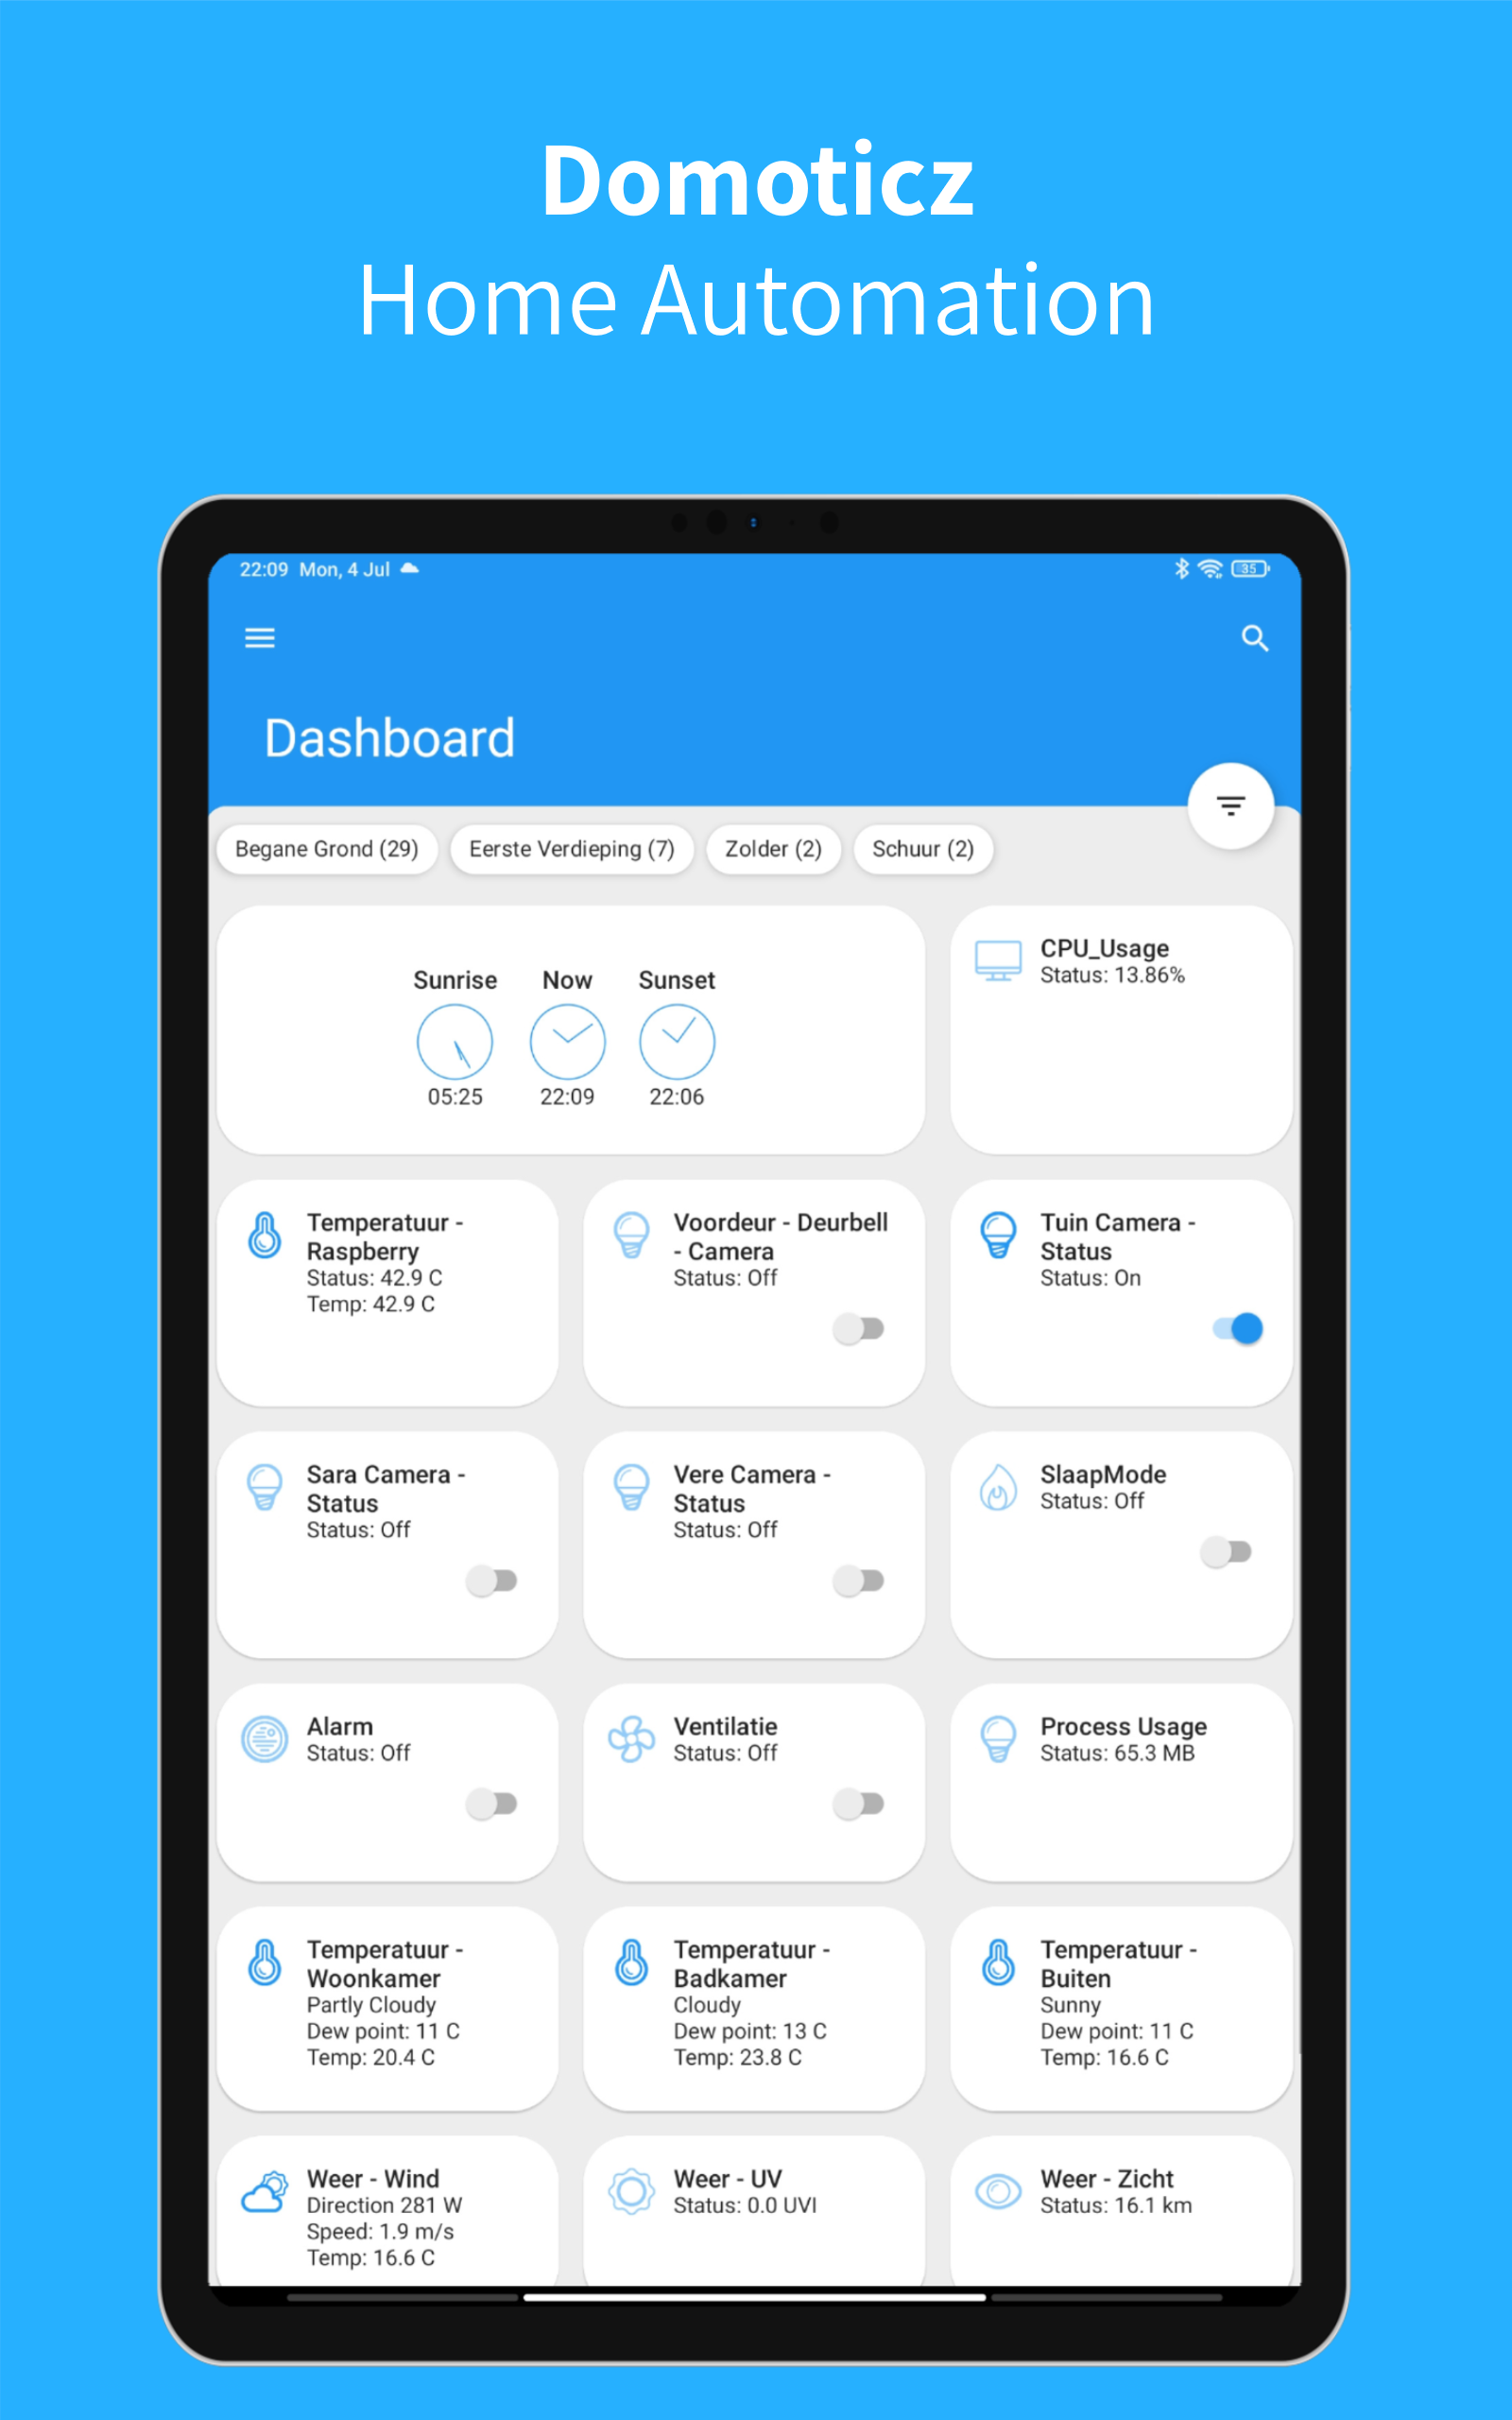 Domoticz
Home Automation
22:09 Mon, 4 Jul
35
Dashboard
Begane Grond (29)
Eerste Verdieping (7)
Zolder (2)
Schuur (2)
Sunrise
Now
Sunset
05:25
22:09
22:06
CPU_Usage
Status: 13.86%
Temperatuur -
Raspberry
Status: 42.9 C
Temp: 42.9 C
Voordeur - Deurbell
- Camera
Status: Off
Tuin Camera -
Status
Status: On
Sara Camera -
Status
Status: Off
Vere Camera -
Status
Status: Off
SlaapMode
Status: Off
Alarm
Status: Off
Ventilatie
Status: Off
Process Usage
Status: 65.3 MB
Temperatuur -
Woonkamer
Partly Cloudy
Dew point: 11 C
Temp: 20.4 C
Temperatuur -
Badkamer
Cloudy
Dew point: 13 C
Temp: 23.8 C
Temperatuur -
Buiten
Sunny
Dew point: 11 C
Temp: 16.6 C
Weer - Wind
Direction 281 W
Speed: 1.9 m/s
Temp: 16.6 C
Weer - UV
Status: 0.0 UVI
Weer - Zicht
Status: 16.1 km